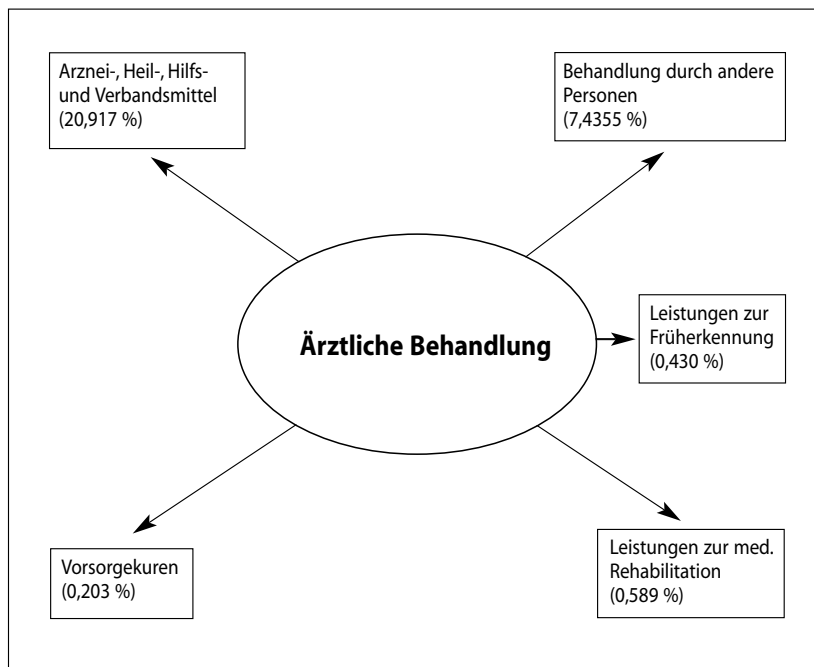 Arznei-, Heil-, Hilfs-
und Verbandsmittel
(20,917 %)
Behandlung durch andere
Personen
(7,4355 %)
Ärztliche Behandlung
Leistungen zur
Früherkennung
(0,430 %)
Vorsorgekuren
(0,203 %)
Leistungen zur med.
Rehabilitation
(0,589 %)